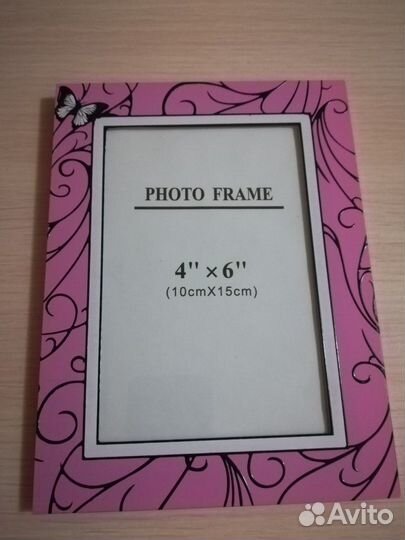 PHOTO FRAME
4"×6"
(10cmX15cm)
Avito